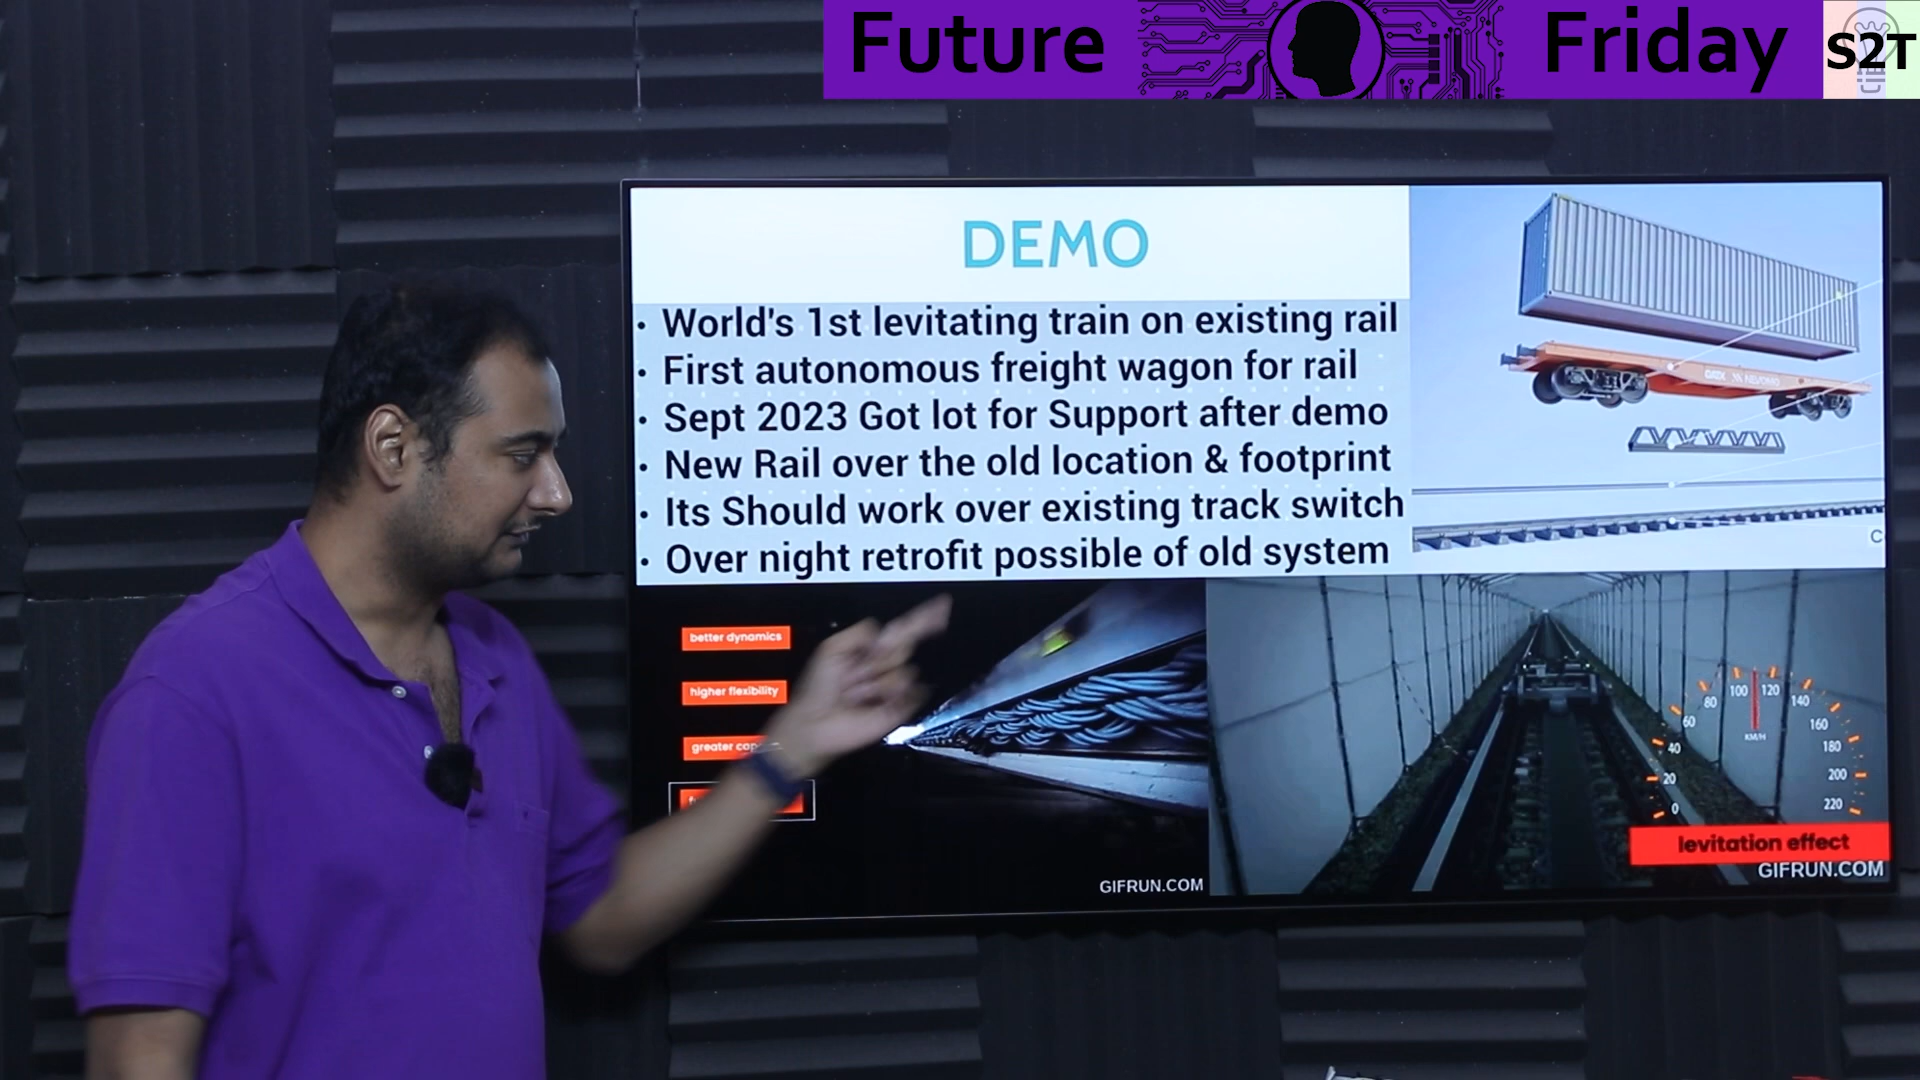 Future Friday S2T
DEMO
• World's 1st levitating train on existing rail
• First autonomous freight wagon for rail
• Sept 2023 Got lot for Support after demo
• New Rail over the old location & footprint
• Its Should work over existing track switch
• Over night retrofit possible of old system
better dynamics
higher flexibility
greater
GIFRUN.COM
0 20 40 60 80 100 120 140 160 180 200 220
KM/H
levitation effect
GIFRUN.COM